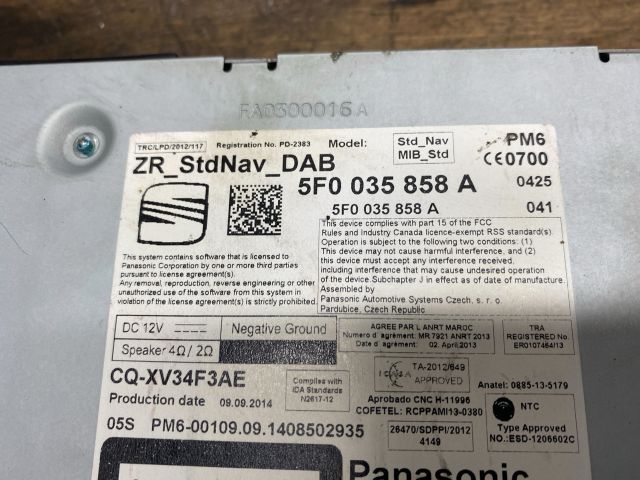 FA0300016A
TRC/LPD/2012/117
Registration No. PD-2383
Model:
Std_Nav
MIB_Std
PM6
ZR_StdNav_DAB
CE0700
5F0 035 858 A
0425
5F0 035 858 A
041
This device complies with part 15 of the FCC
Rules and Industry Canada licence-exempt RSS standard(s).
Operation is subject to the following two conditions: (1)
This device may not cause harmful interference, and (2)
this device must accept any interference received,
including interference that may cause undesired operation
of the device.Subchapter J in effect as of date of manufacture.
Assembled by
Panasonic Automotive Systems Czech, s. r. o.
Pardubice, Czech Republic
This system contains software that is licensed to
Panasonic Corporation by one or more third parties
pursuant to license agreement(s).
Any removal, reproduction, reverse engineering or other
unauthorized use of the software from this system in
violation of the license agreement(s) is strictly prohibited.
DC 12V
Negative Ground
Speaker 4Ω / 2Ω
AGREE PAR L ANRT MAROC
Numero d agrement: MR 7921 ANRT 2013
Date d agrément: 02. April.2013
TRA
REGISTERED No.
ER0107464/13
CQ-XV34F3AE
Complies with
IDA Standards
N2617-12
TA-2012/649
APPROVED
Anatel: 0885-13-5179
Production date 09.09.2014
Aprobado CNC H-11996
COFETEL: RCPPAMI13-0380
NTC
Type Approved
NO.:ESD-1206602C
05S PM6-00109.09.1408502935
26470/SDPPI/2012
4149
Panasonic